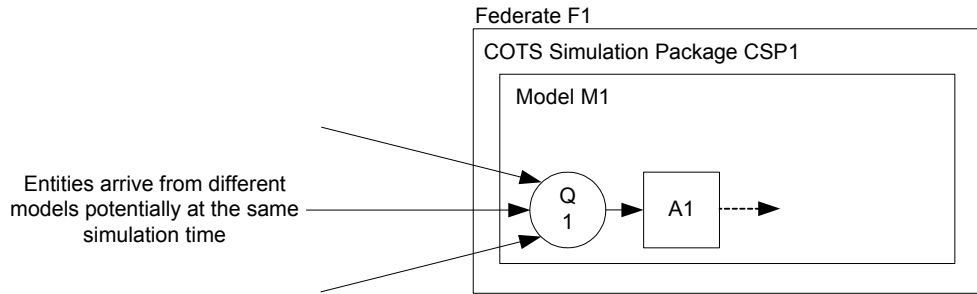 Federate F1
COTS Simulation Package CSP1
Model M1
Entities arrive from different
models potentially at the same
simulation time
Q
1
A1